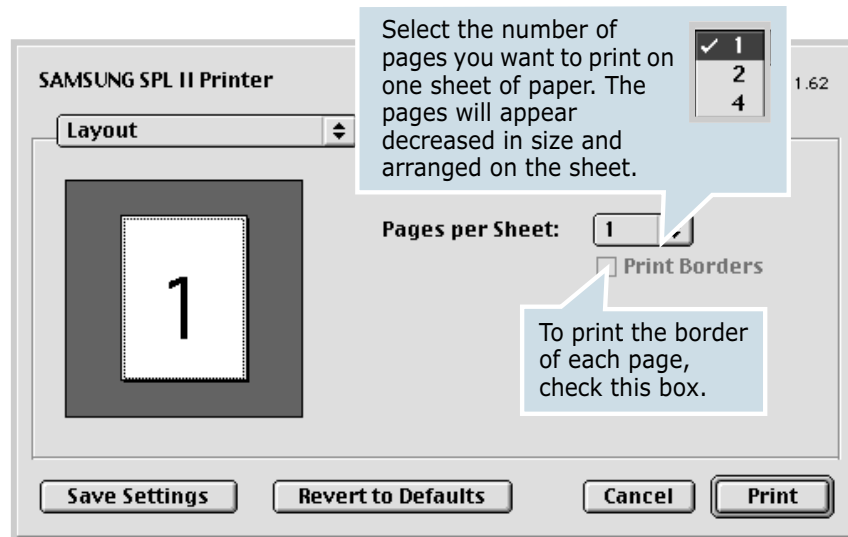 Select the number of
pages you want to print on
one sheet of paper. The
pages will appear
decreased in size and
arranged on the sheet.
✓ 1
2
4
SAMSUNG SPL II Printer
1.62
Layout
1
Pages per Sheet: 1
Print Borders
To print the border
of each page,
check this box.
Save Settings Revert to Defaults Cancel Print